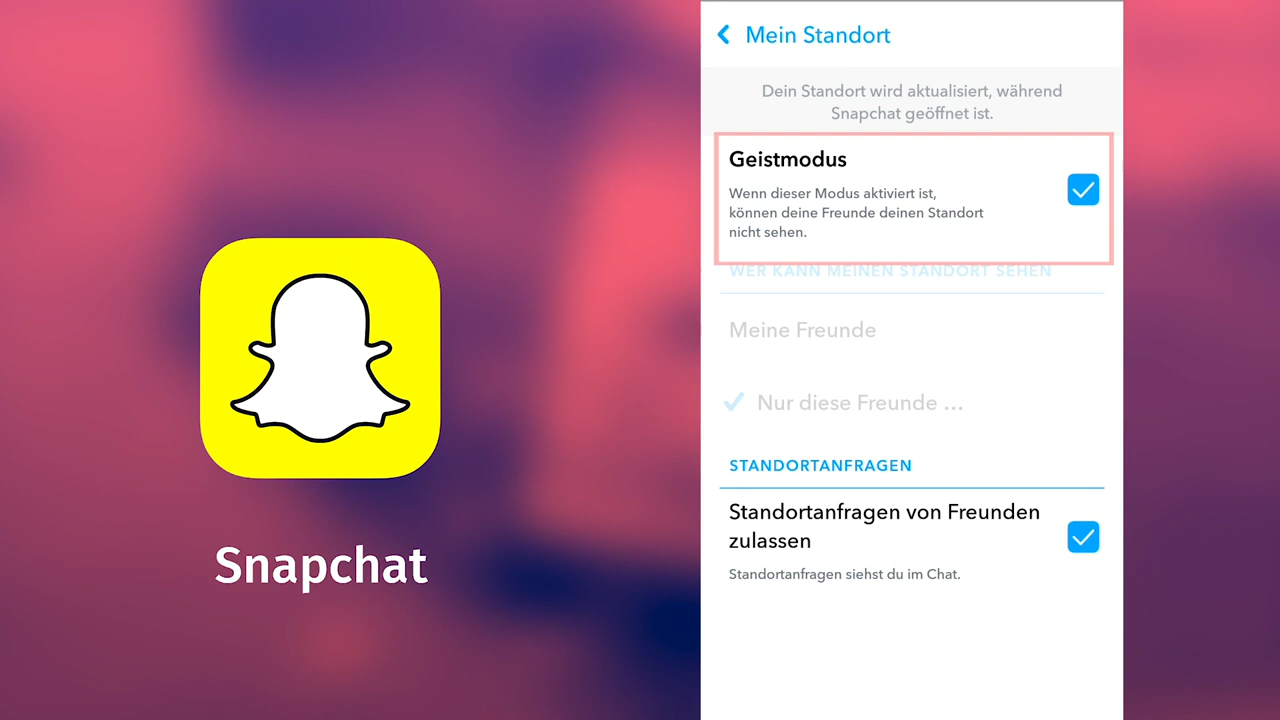 Snapchat
Mein Standort
Dein Standort wird aktualisiert, während
Snapchat geöffnet ist.
Geistmodus
Wenn dieser Modus aktiviert ist,
können deine Freunde deinen Standort
nicht sehen.
WER KANN MEINEN STANDORT SEHEN
Meine Freunde
Nur diese Freunde ...
STANDORTANFRAGEN
Standortanfragen von Freunden
zulassen
Standortanfragen siehst du im Chat.